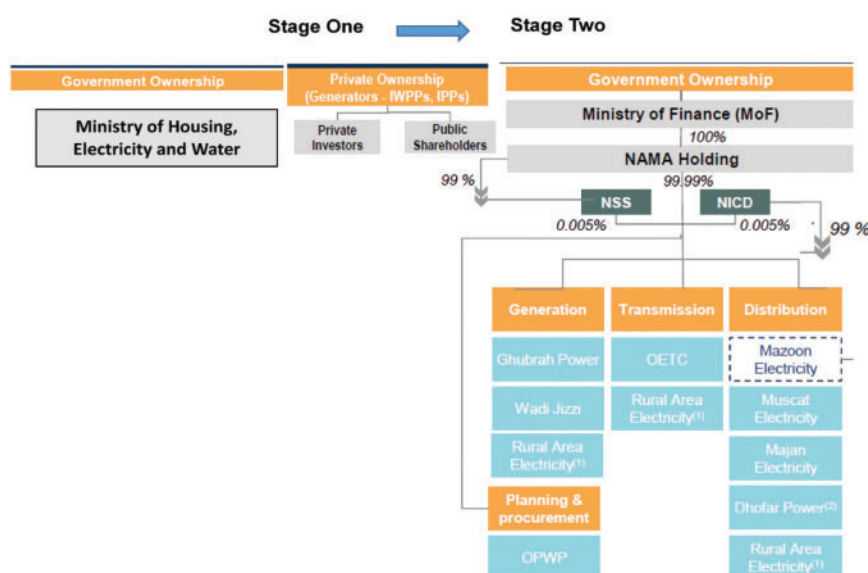 Stage One
Stage Two
Government Ownership
Private Ownership
(Generators - IWPPs, IPPs)
Government Ownership
Ministry of Housing,
Electricity and Water
Private
Investors
Public
Shareholders
Ministry of Finance (MoF)
100%
NAMA Holding
99 %
99.99%
NSS
NICD
0.005%
0.005%
99 %
Generation
Transmission
Distribution
Ghubrah Power
OETC
Mazoon
Electricity
Wadi Jizzi
Rural Area
Electricity(1)
Muscat
Electricity
Rural Area
Electricity(1)
Majan
Electricity
Planning &
procurement
Dhofar Power(2)
OPWP
Rural Area
Electricity(1)